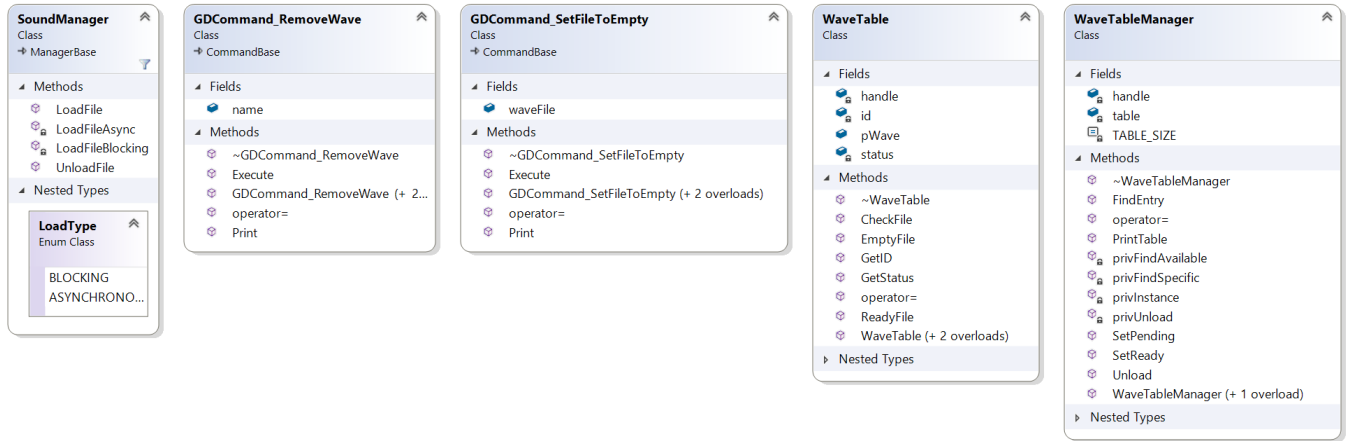 SoundManager
Class
ManagerBase
Methods
LoadFile
LoadFileAsync
LoadFileBlocking
UnloadFile
Nested Types
LoadType
Enum Class
BLOCKING
ASYNCHRONO...
GDCommand_RemoveWave
Class
CommandBase
Fields
name
Methods
~GDCommand_RemoveWave
Execute
GDCommand_RemoveWave (+ 2...
operator=
Print
GDCommand_SetFileToEmpty
Class
CommandBase
Fields
waveFile
Methods
~GDCommand_SetFileToEmpty
Execute
GDCommand_SetFileToEmpty (+ 2 overloads)
operator=
Print
WaveTable
Class
Fields
handle
id
pWave
status
Methods
~WaveTable
CheckFile
EmptyFile
GetID
GetStatus
operator=
ReadyFile
WaveTable (+ 2 overloads)
Nested Types
WaveTableManager
Class
Fields
handle
table
TABLE_SIZE
Methods
~WaveTableManager
FindEntry
operator=
PrintTable
privFindAvailable
privFindSpecific
privInstance
privUnload
SetPending
SetReady
Unload
WaveTableManager (+ 1 overload)
Nested Types